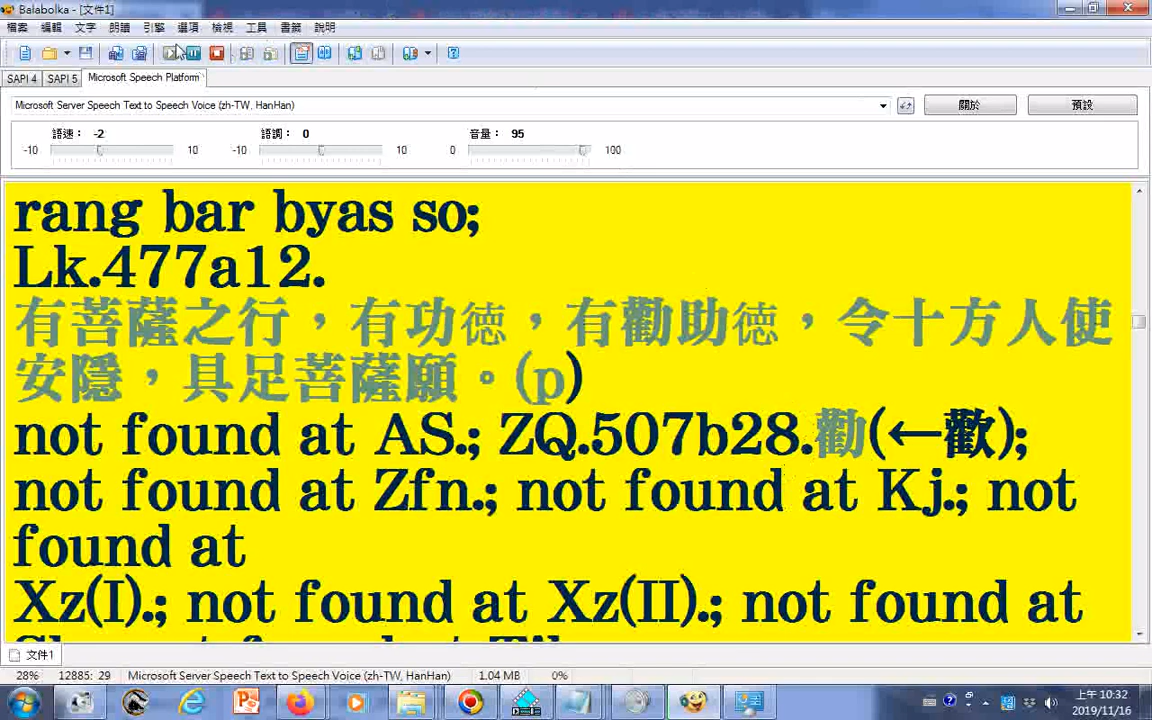 Balabolka - [文件1]
檔案 編輯 文字 朗讀 引擎 選項 檢視 工具 書籤 說明
SAPI 4 SAPI 5 Microsoft Speech Platform
Microsoft Server Speech Text to Speech Voice (zh-TW, HanHan) 關於 預設
語速： -2 語調： 0 音量： 95
-10 10 -10 10 0 100
rang bar byas so;
Lk.477a12.
有菩薩之行，有功德，有勸助德，令十方人使
安隱，具足菩薩願。(p)
not found at AS.; ZQ.507b28.勸(←歡);
not found at Zfn.; not found at Kj.; not
found at
Xz(I).; not found at Xz(II).; not found at
文件1
28% 12885: 29 Microsoft Server Speech Text to Speech Voice (zh-TW, HanHan) 1.04 MB 0%
上午 10:32
2019/11/16